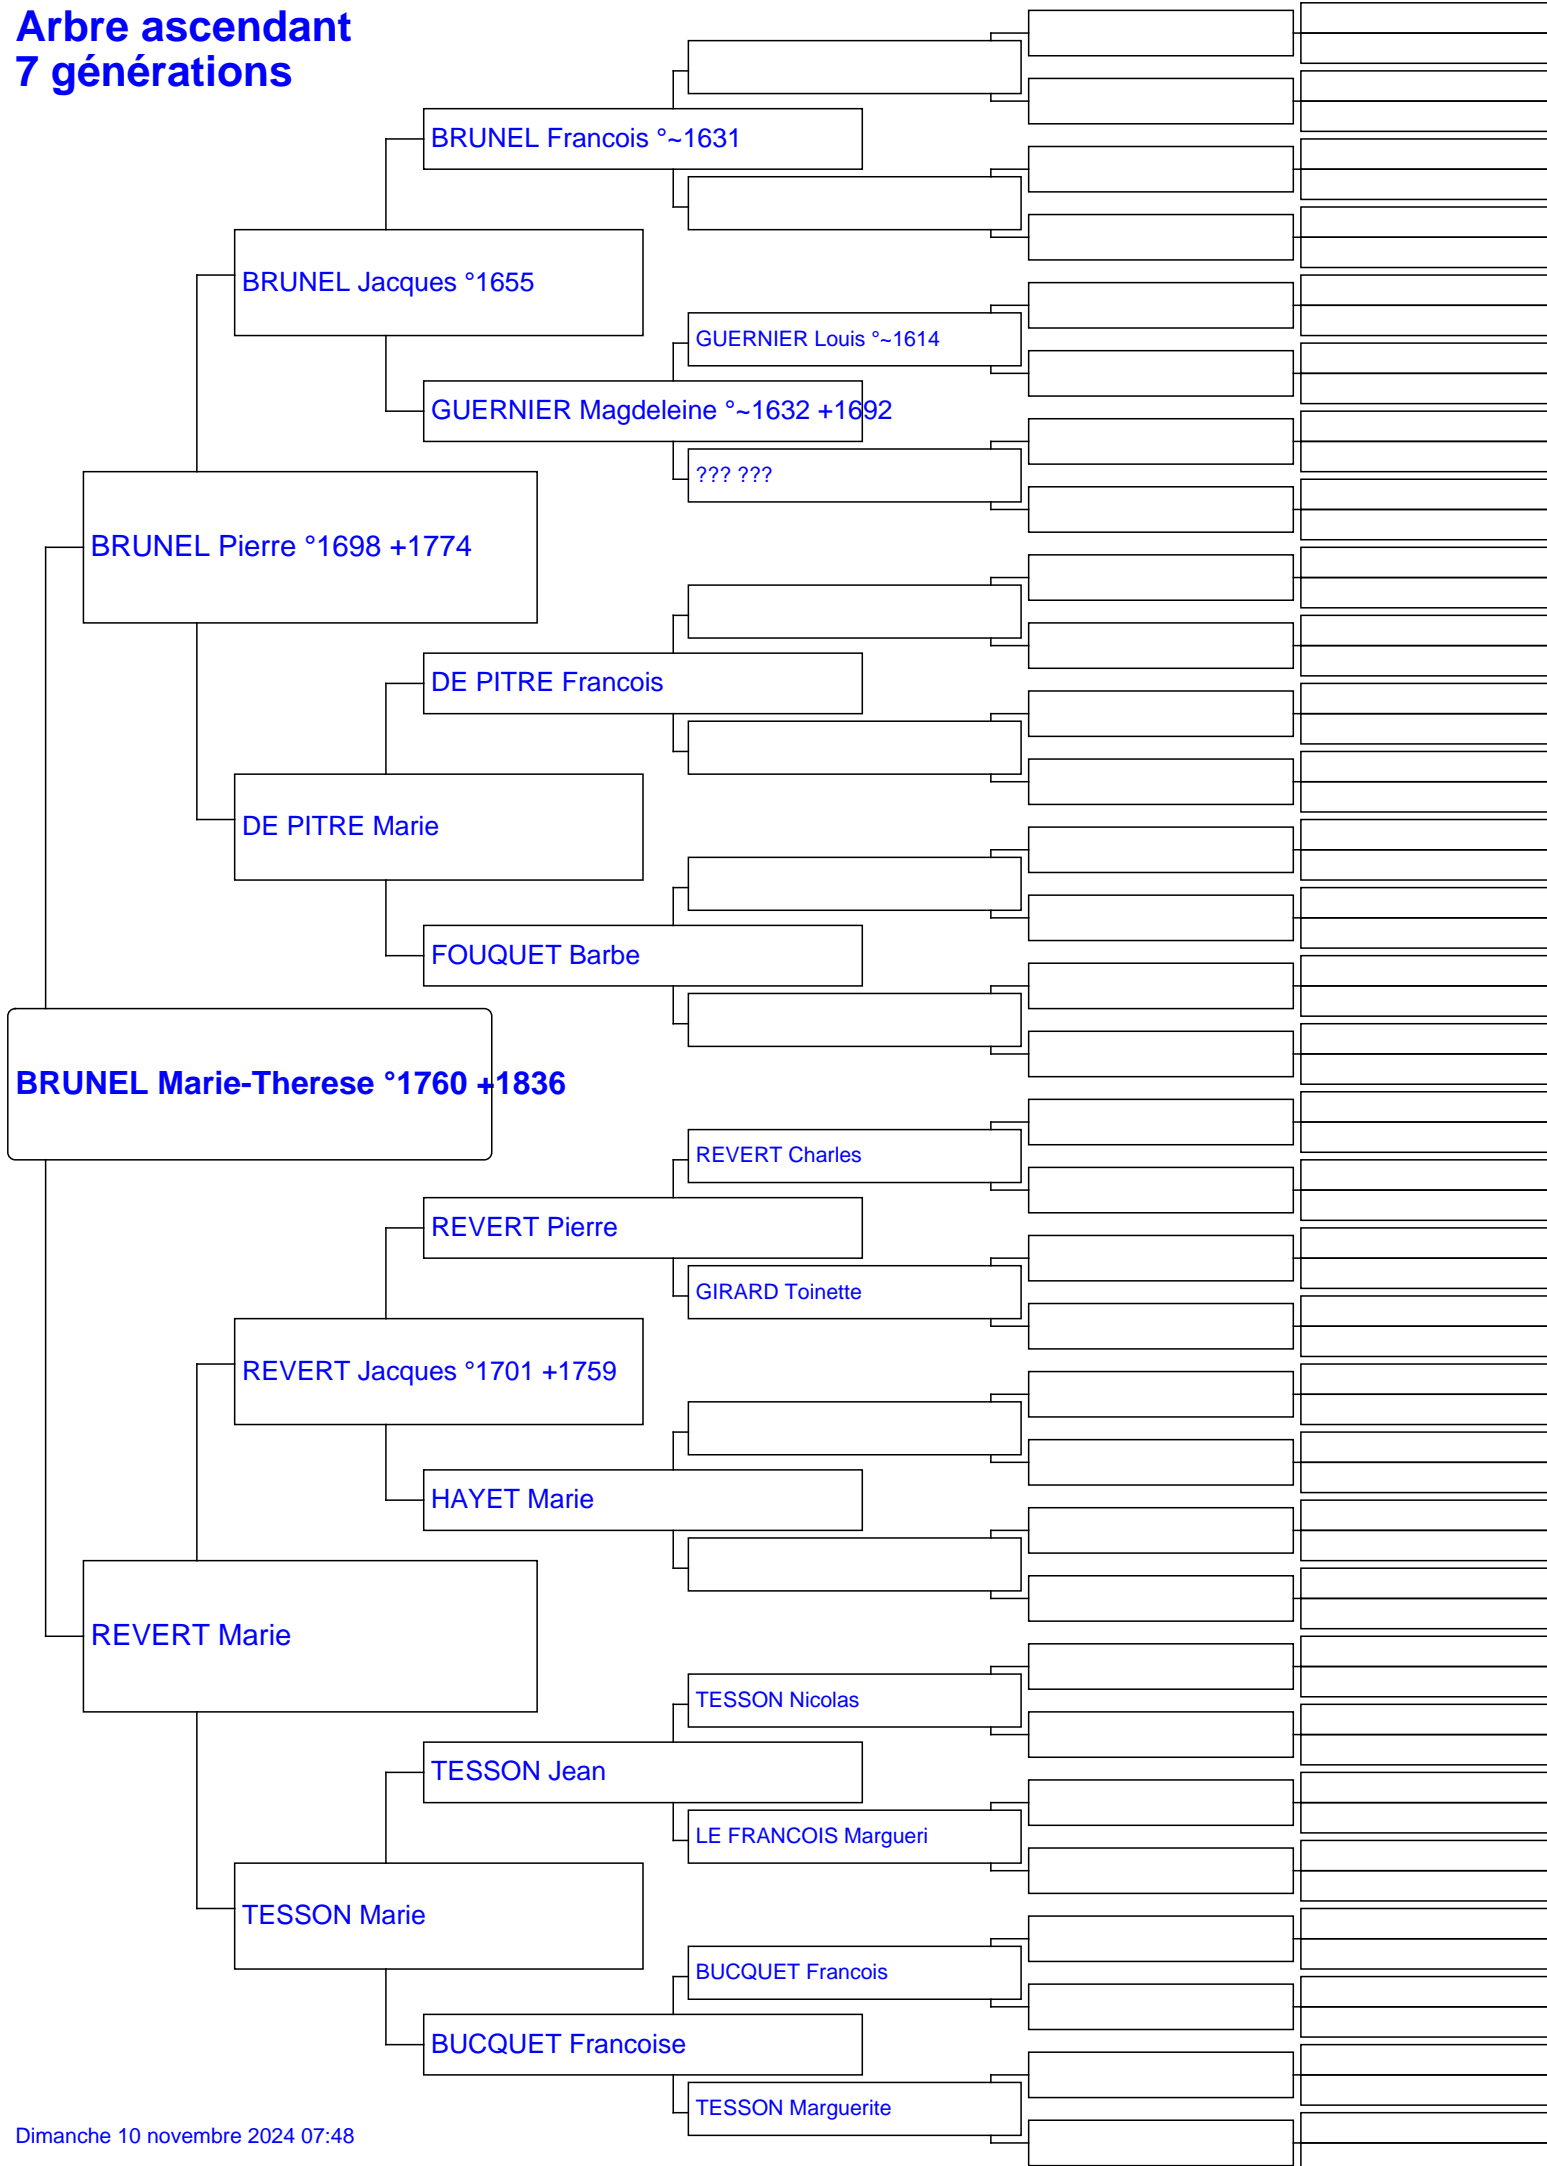 Arbre ascendant
7 générations
BRUNEL Francois °~1631
BRUNEL Jacques °1655
GUERNIER Louis °~1614
GUERNIER Magdeleine °~1632 +1692
??? ???
BRUNEL Pierre °1698 +1774
DE PITRE Francois
DE PITRE Marie
FOUQUET Barbe
BRUNEL Marie-Therese °1760 +1836
REVERT Charles
REVERT Pierre
GIRARD Toinette
REVERT Jacques °1701 +1759
HAYET Marie
REVERT Marie
TESSON Nicolas
TESSON Jean
LE FRANCOIS Margueri
TESSON Marie
BUCQUET Francois
BUCQUET Francoise
TESSON Marguerite
Dimanche 10 novembre 2024 07:48